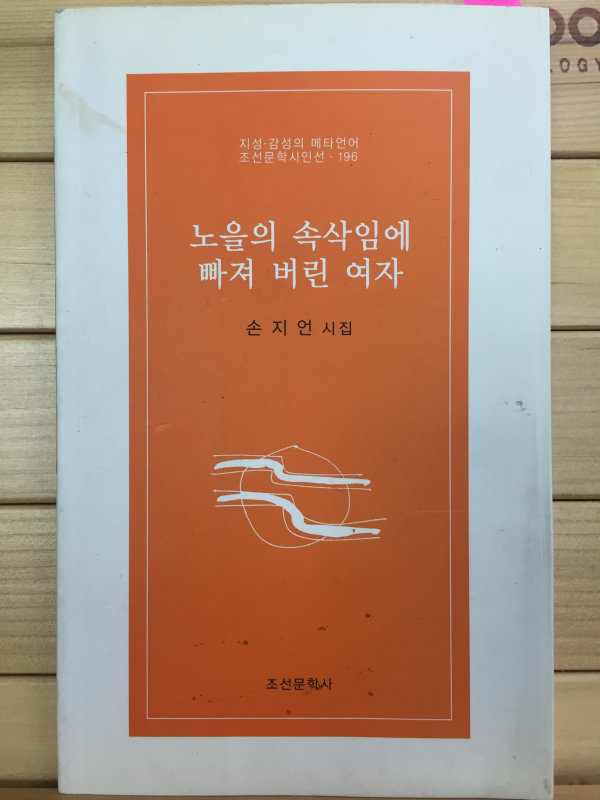 지성·감성의 메타언어
조선문학시인선·196
노을의 속삭임에
빠져 버린 여자
손지언 시집
조선문학사